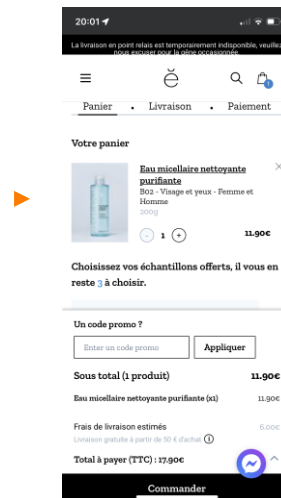 20:01
La livraison en point relais est temporairement indisponible, veuillez
nous excuser pour la gêne occasionnée.
ĕ
Panier • Livraison • Paiement
Votre panier
Eau micellaire nettoyante
purifiante
B02 - Visage et yeux - Femme et
Homme
200g
- 1 +
11.90€
Choisissez vos échantillons offerts, il vous en
reste 3 à choisir.
Un code promo ?
Enter un code promo
Appliquer
Sous total (1 produit) 11.90€
Eau micellaire nettoyante purifiante (x1) 11.90€
Frais de livraison estimés 6.00€
Livraison gratuite à partir de 50 € d'achat
Total à payer (TTC) : 17.90€
Commander